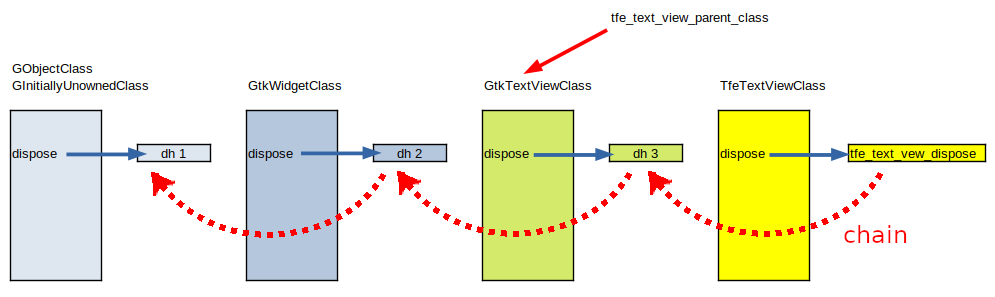 tfe_text_view_parent_class
GObjectClass
GInitiallyUnownedClass
GtkWidgetClass
GtkTextViewClass
TfeTextViewClass
dispose
dh 1
dispose
dh 2
dispose
dh 3
dispose
tfe_text_vew_dispose
chain